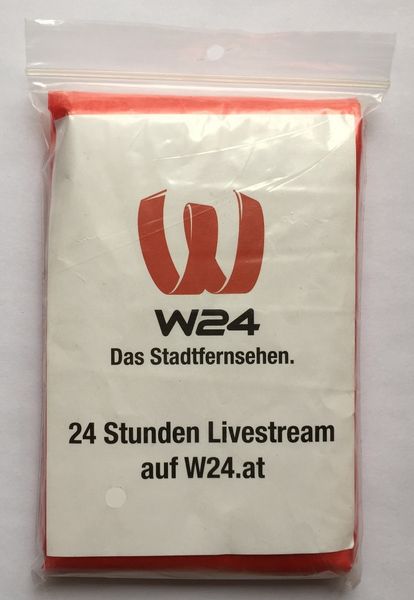 W24
Das Stadtfernsehen.
24 Stunden Livestream
auf W24.at